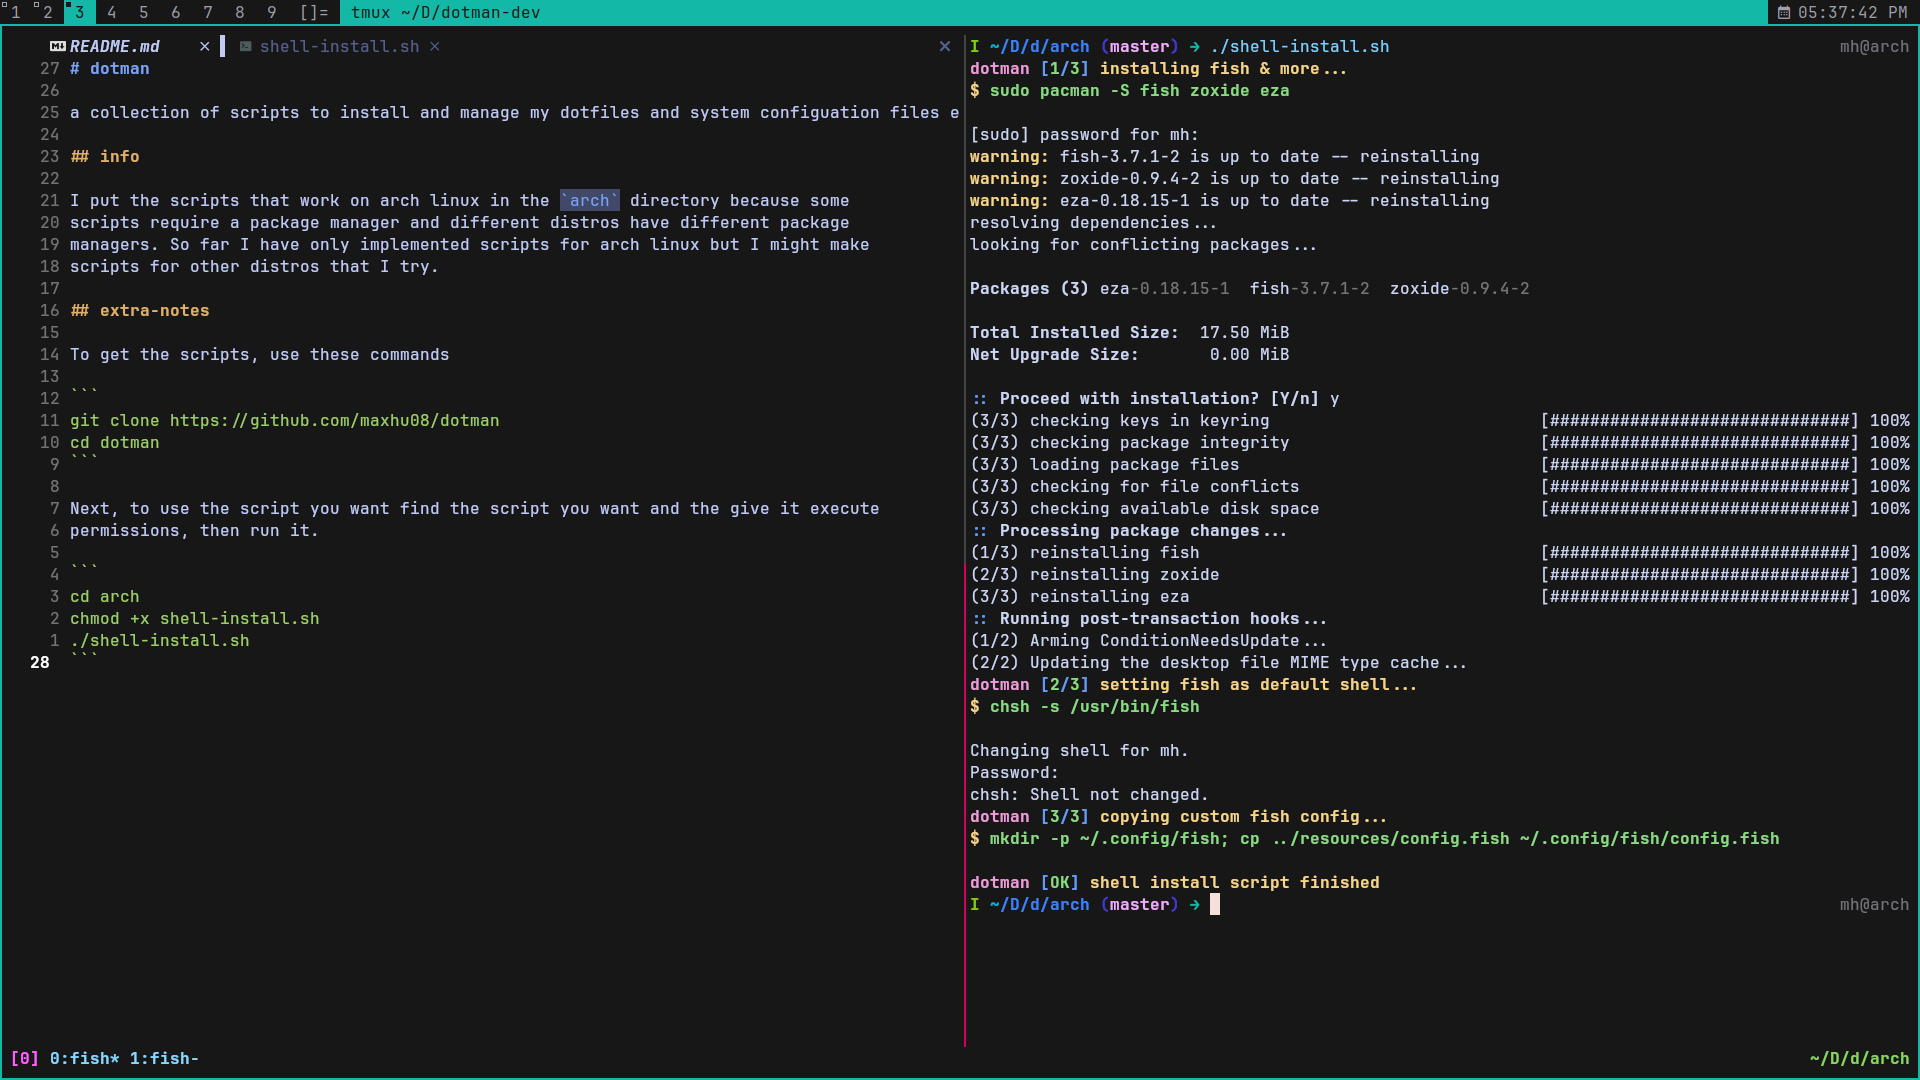 1 2 3 4 5 6 7 8 9 []= tmux ~/D/dotman-dev 05:37:42 PM
README.md × shell-install.sh × ×
27 # dotman
26
25 a collection of scripts to install and manage my dotfiles and system configuation files e
24
23 ## info
22
21 I put the scripts that work on arch linux in the `arch` directory because some
20 scripts require a package manager and different distros have different package
19 managers. So far I have only implemented scripts for arch linux but I might make
18 scripts for other distros that I try.
17
16 ## extra-notes
15
14 To get the scripts, use these commands
13
12 ```
11 git clone https://github.com/maxhu08/dotman
10 cd dotman
9 ```
8
7 Next, to use the script you want find the script you want and the give it execute
6 permissions, then run it.
5
4 ```
3 cd arch
2 chmod +x shell-install.sh
1 ./shell-install.sh
28 ```
I ~/D/d/arch (master) → ./shell-install.sh mh@arch
dotman [1/3] installing fish & more...
$ sudo pacman -S fish zoxide eza
[sudo] password for mh:
warning: fish-3.7.1-2 is up to date -- reinstalling
warning: zoxide-0.9.4-2 is up to date -- reinstalling
warning: eza-0.18.15-1 is up to date -- reinstalling
resolving dependencies...
looking for conflicting packages...
Packages (3) eza-0.18.15-1 fish-3.7.1-2 zoxide-0.9.4-2
Total Installed Size: 17.50 MiB
Net Upgrade Size: 0.00 MiB
:: Proceed with installation? [Y/n] y
(3/3) checking keys in keyring [##############################] 100%
(3/3) checking package integrity [##############################] 100%
(3/3) loading package files [##############################] 100%
(3/3) checking for file conflicts [##############################] 100%
(3/3) checking available disk space [##############################] 100%
:: Processing package changes...
(1/3) reinstalling fish [##############################] 100%
(2/3) reinstalling zoxide [##############################] 100%
(3/3) reinstalling eza [##############################] 100%
:: Running post-transaction hooks...
(1/2) Arming ConditionNeedsUpdate...
(2/2) Updating the desktop file MIME type cache...
dotman [2/3] setting fish as default shell...
$ chsh -s /usr/bin/fish
Changing shell for mh.
Password:
chsh: Shell not changed.
dotman [3/3] copying custom fish config...
$ mkdir -p ~/.config/fish; cp ../resources/config.fish ~/.config/fish/config.fish
dotman [OK] shell install script finished
I ~/D/d/arch (master) → mh@arch
[0] 0:fish* 1:fish- ~/D/d/arch